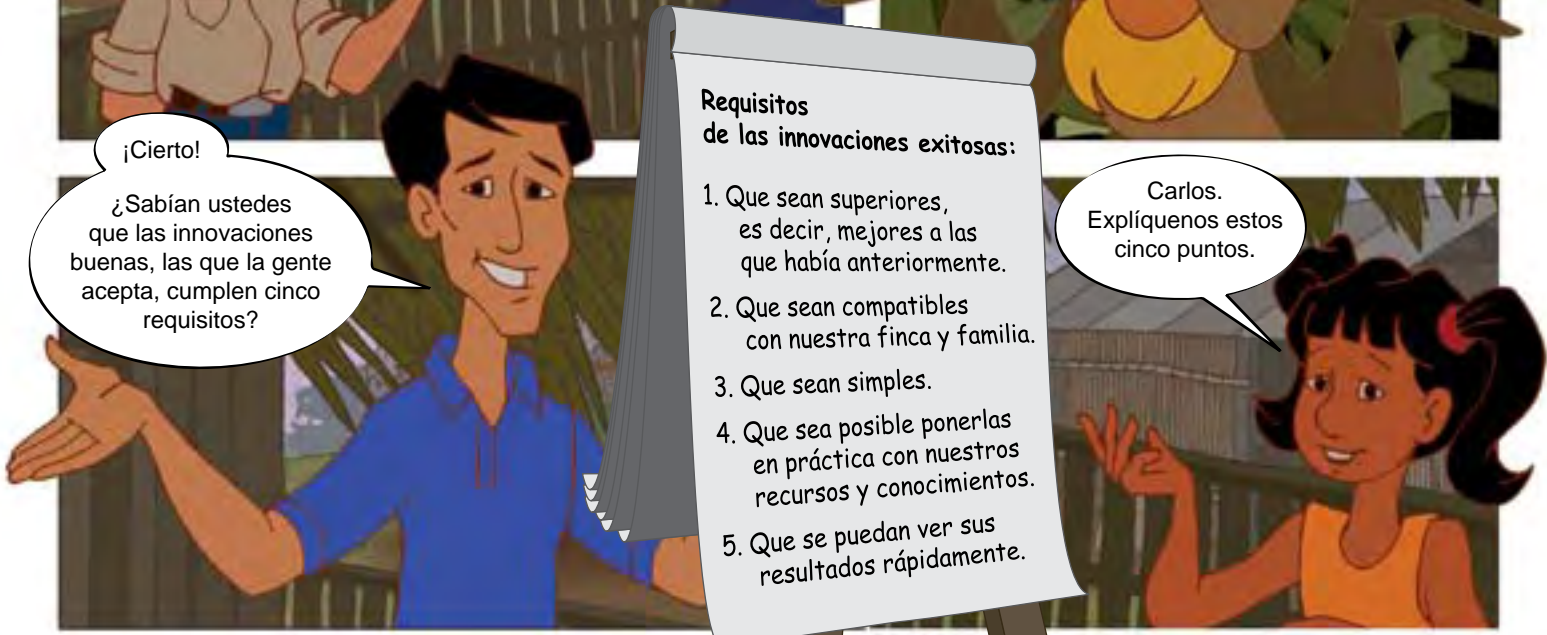 ¡Cierto!
¿Sabían ustedes
que las innovaciones
buenas, las que la gente
acepta, cumplen cinco
requisitos?
Requisitos
de las innovaciones exitosas:
1. Que sean superiores,
es decir, mejores a las
que había anteriormente.
2. Que sean compatibles
con nuestra finca y familia.
3. Que sean simples.
4. Que sea posible ponerlas
en práctica con nuestros
recursos y conocimientos.
5. Que se puedan ver sus
resultados rápidamente.
Carlos.
Explíquenos estos
cinco puntos.